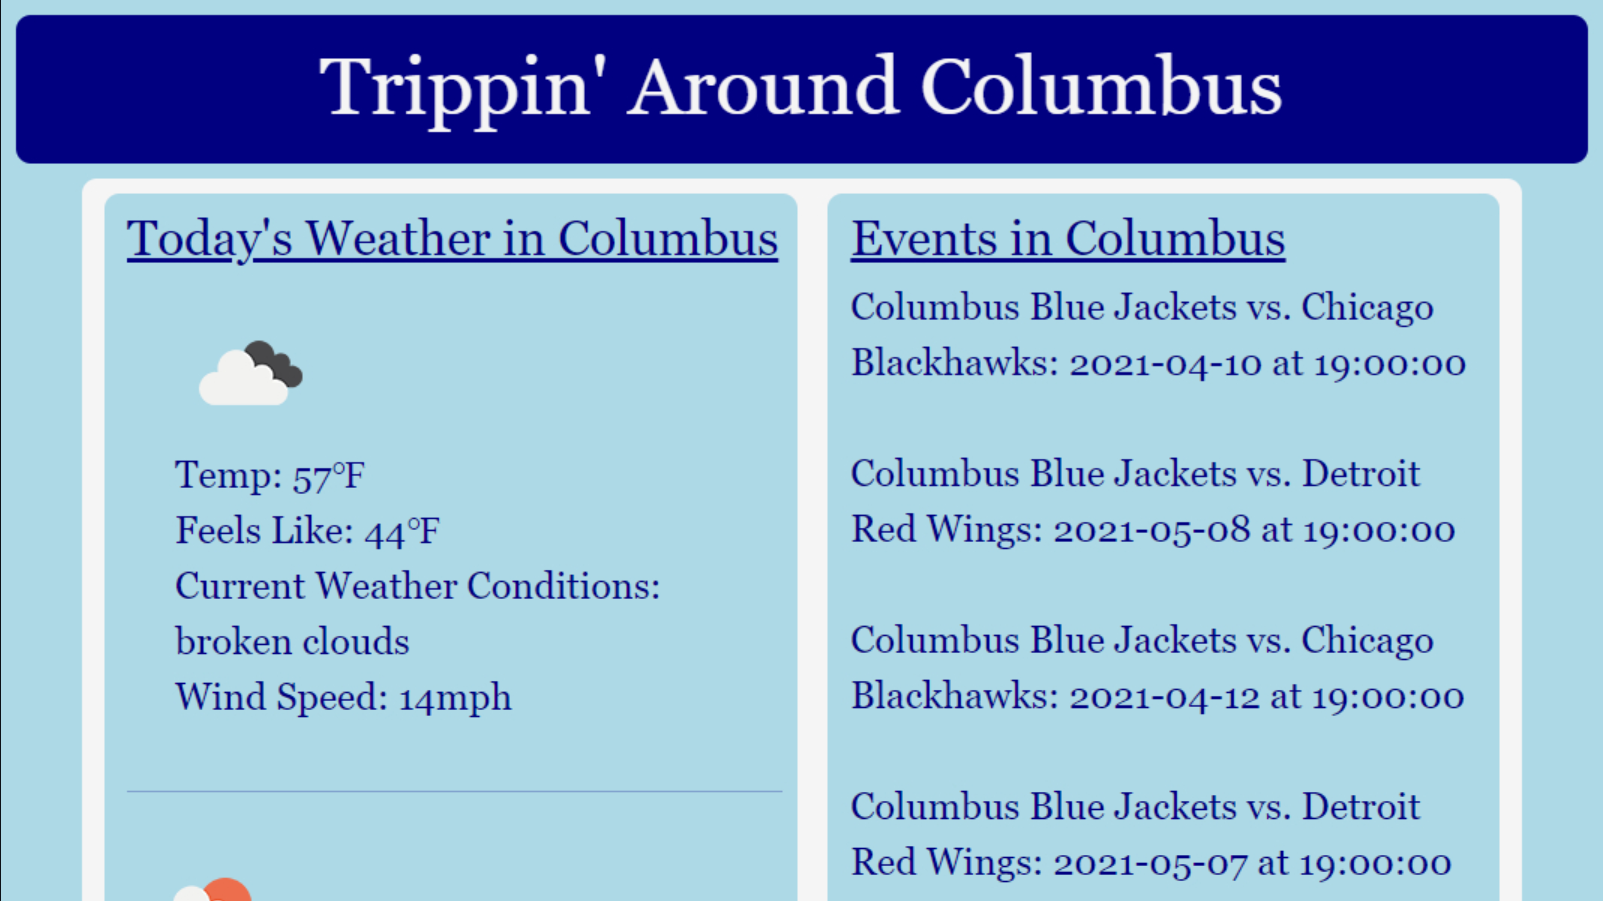 Trippin' Around Columbus
Today's Weather in Columbus
Temp: 57°F
Feels Like: 44°F
Current Weather Conditions:
broken clouds
Wind Speed: 14mph
Events in Columbus
Columbus Blue Jackets vs. Chicago
Blackhawks: 2021-04-10 at 19:00:00
Columbus Blue Jackets vs. Detroit
Red Wings: 2021-05-08 at 19:00:00
Columbus Blue Jackets vs. Chicago
Blackhawks: 2021-04-12 at 19:00:00
Columbus Blue Jackets vs. Detroit
Red Wings: 2021-05-07 at 19:00:00